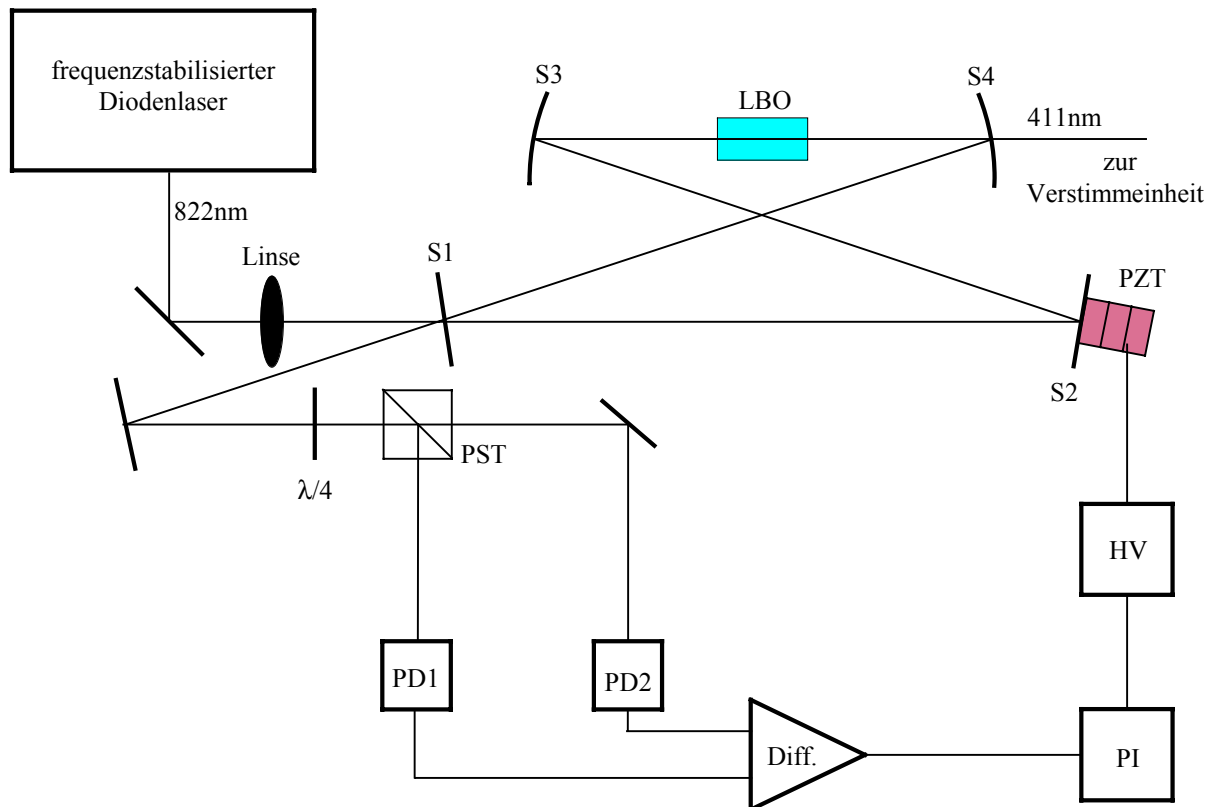 frequenzstabilisierter
Diodenlaser
S3
S4
LBO
411nm
zur
Verstimmeinheit
822nm
Linse
S1
PZT
S2
PST
λ/4
HV
PD1
PD2
Diff.
PI